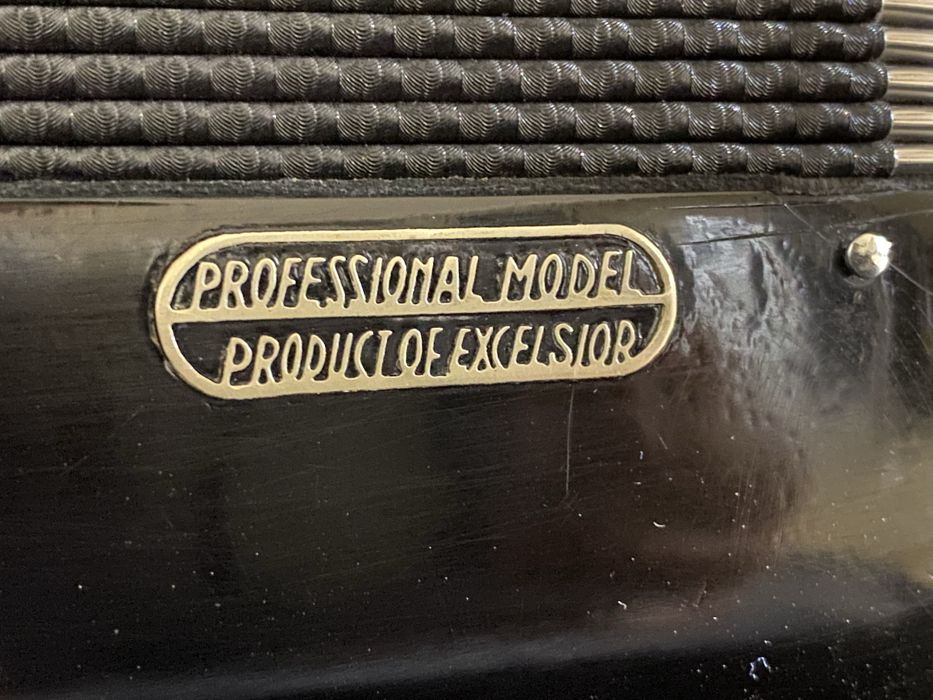 PROFESSIONAL MODEL
PRODUCT OF EXCELSIOR